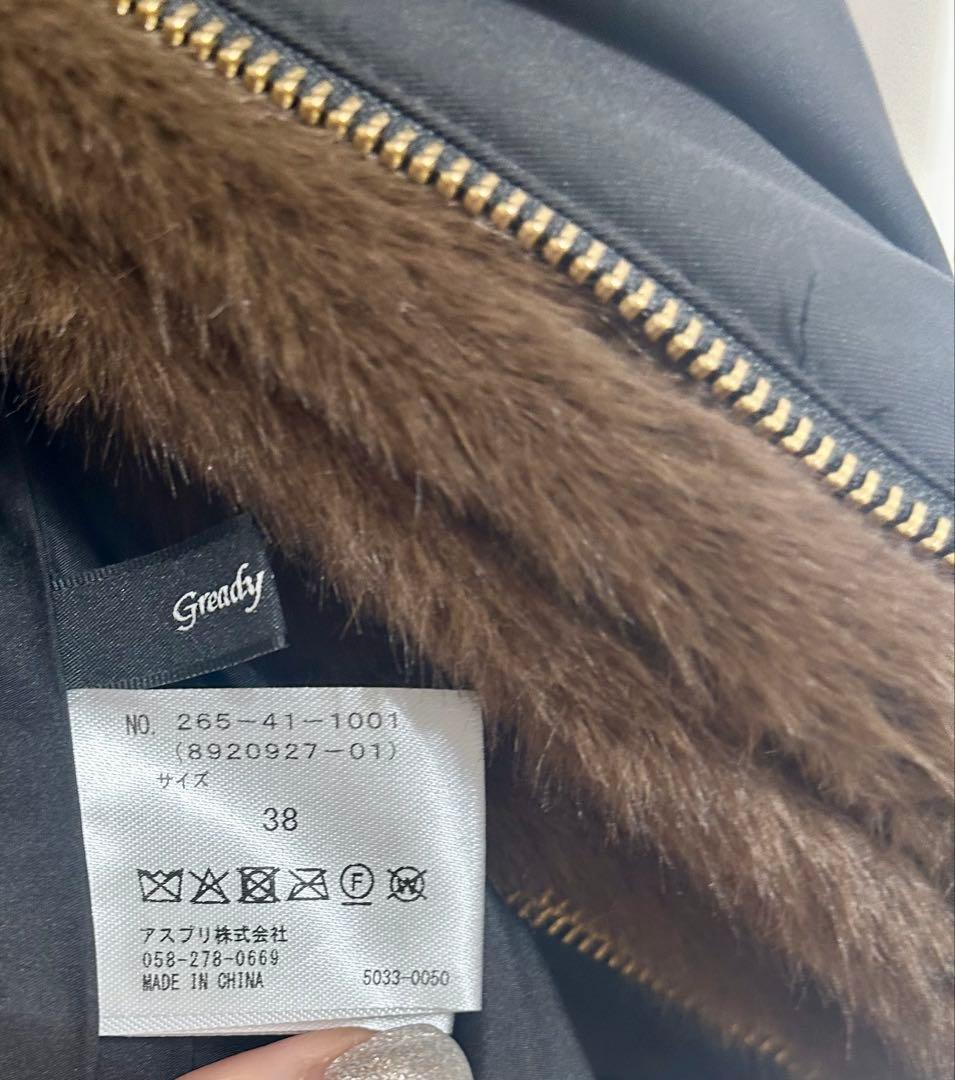 Gready
NO. 265-41-1001
(8920927-01)
サイズ
38
F W
アスプリ株式会社
058-278-0669
MADE IN CHINA 5033-0050